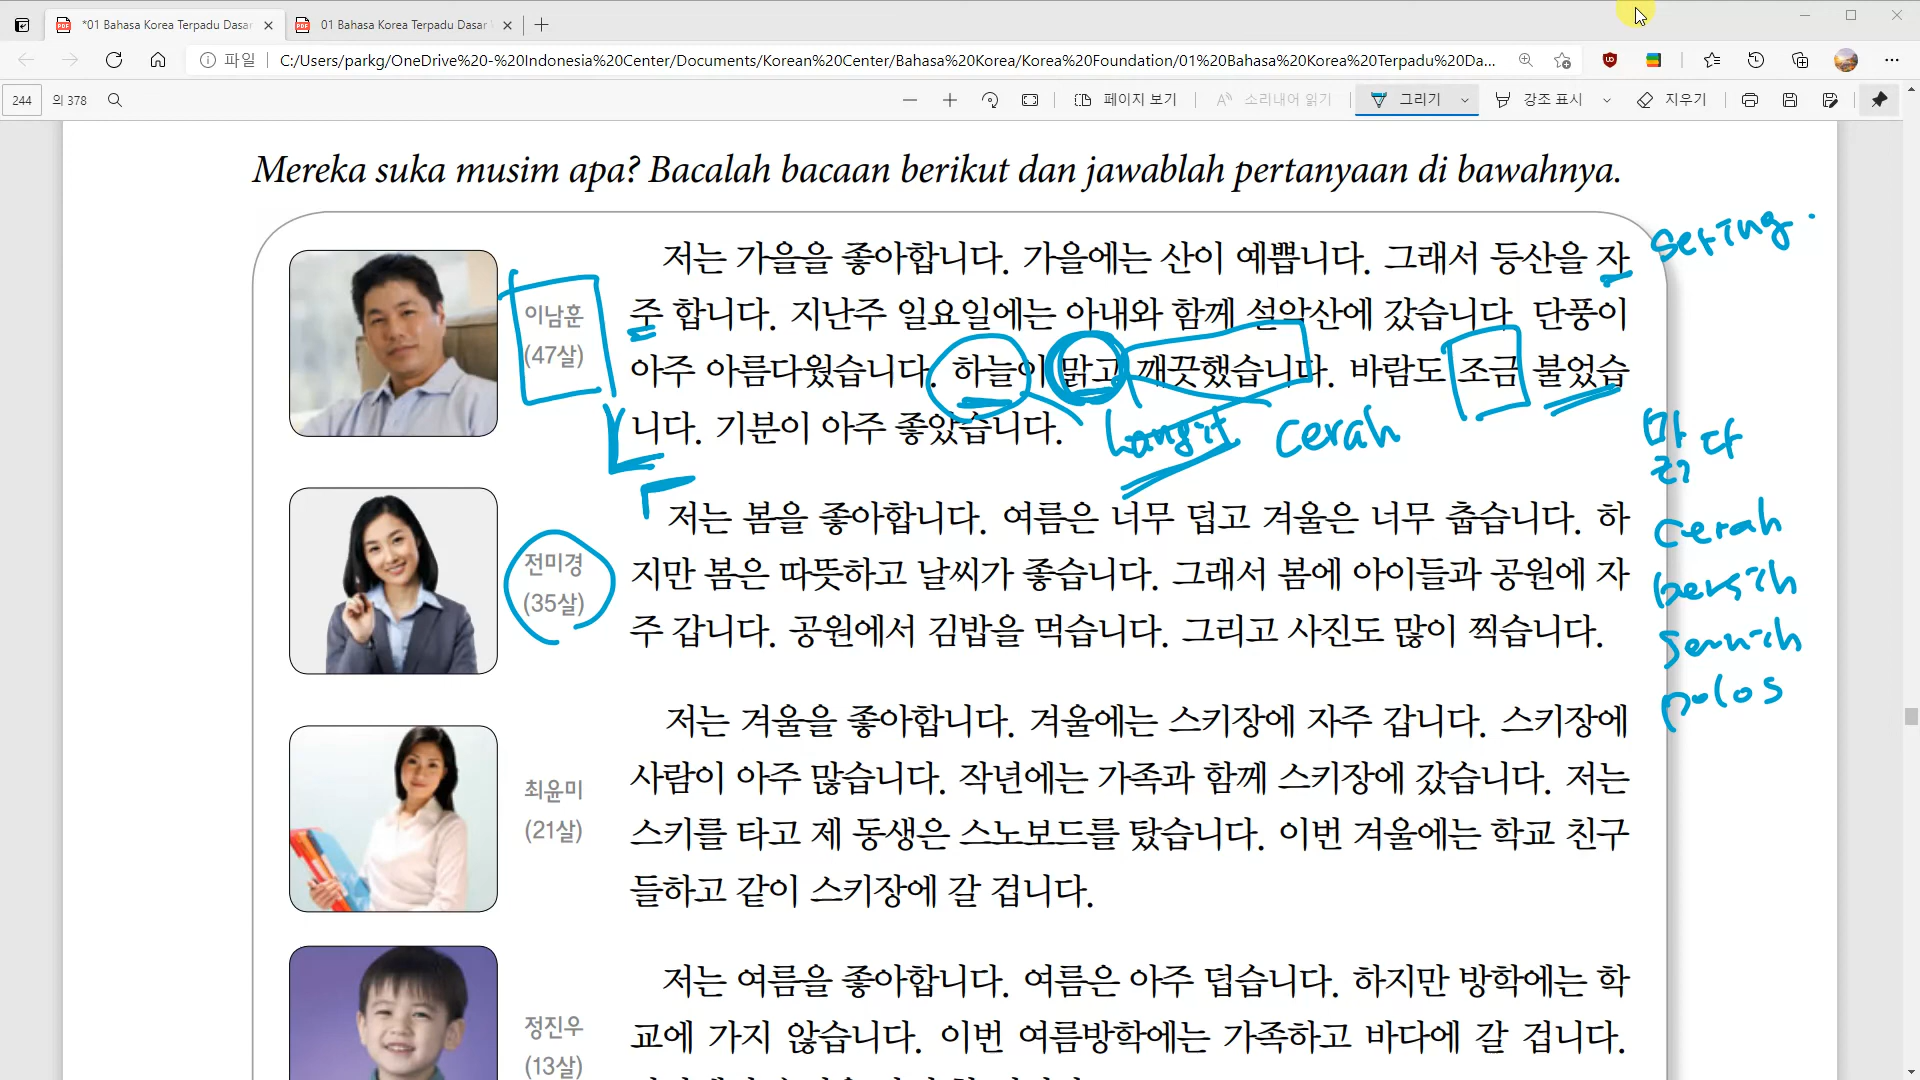 *01 Bahasa Korea Terpadu Dasar
01 Bahasa Korea Terpadu Dasar
파일
C:/Users/parkg/OneDrive%20-%20Indonesia%20Center/Documents/Korean%20Center/Bahasa%20Korea/Korea%20Foundation/01%20Bahasa%20Korea%20Terpadu%20Da...
244 의 378
페이지 보기
소리내어 읽기
그리기
강조 표시
지우기
Mereka suka musim apa? Bacalah bacaan berikut dan jawablah pertanyaan di bawahnya.
이남훈
(47살)
저는 가을을 좋아합니다. 가을에는 산이 예쁩니다. 그래서 등산을 자
주 합니다. 지난주 일요일에는 아내와 함께 설악산에 갔습니다. 단풍이
아주 아름다웠습니다. 하늘이 맑고 깨끗했습니다. 바람도 조금 불었습
니다. 기분이 아주 좋았습니다.
sering
Langit
cerah
맑다
cerah
bersih
jernih
polos
전미경
(35살)
저는 봄을 좋아합니다. 여름은 너무 덥고 겨울은 너무 춥습니다. 하
지만 봄은 따뜻하고 날씨가 좋습니다. 그래서 봄에 아이들과 공원에 자
주 갑니다. 공원에서 김밥을 먹습니다. 그리고 사진도 많이 찍습니다.
최윤미
(21살)
저는 겨울을 좋아합니다. 겨울에는 스키장에 자주 갑니다. 스키장에
사람이 아주 많습니다. 작년에는 가족과 함께 스키장에 갔습니다. 저는
스키를 타고 제 동생은 스노보드를 탔습니다. 이번 겨울에는 학교 친구
들하고 같이 스키장에 갈 겁니다.
정진우
(13살)
저는 여름을 좋아합니다. 여름은 아주 덥습니다. 하지만 방학에는 학
교에 가지 않습니다. 이번 여름방학에는 가족하고 바다에 갈 겁니다.